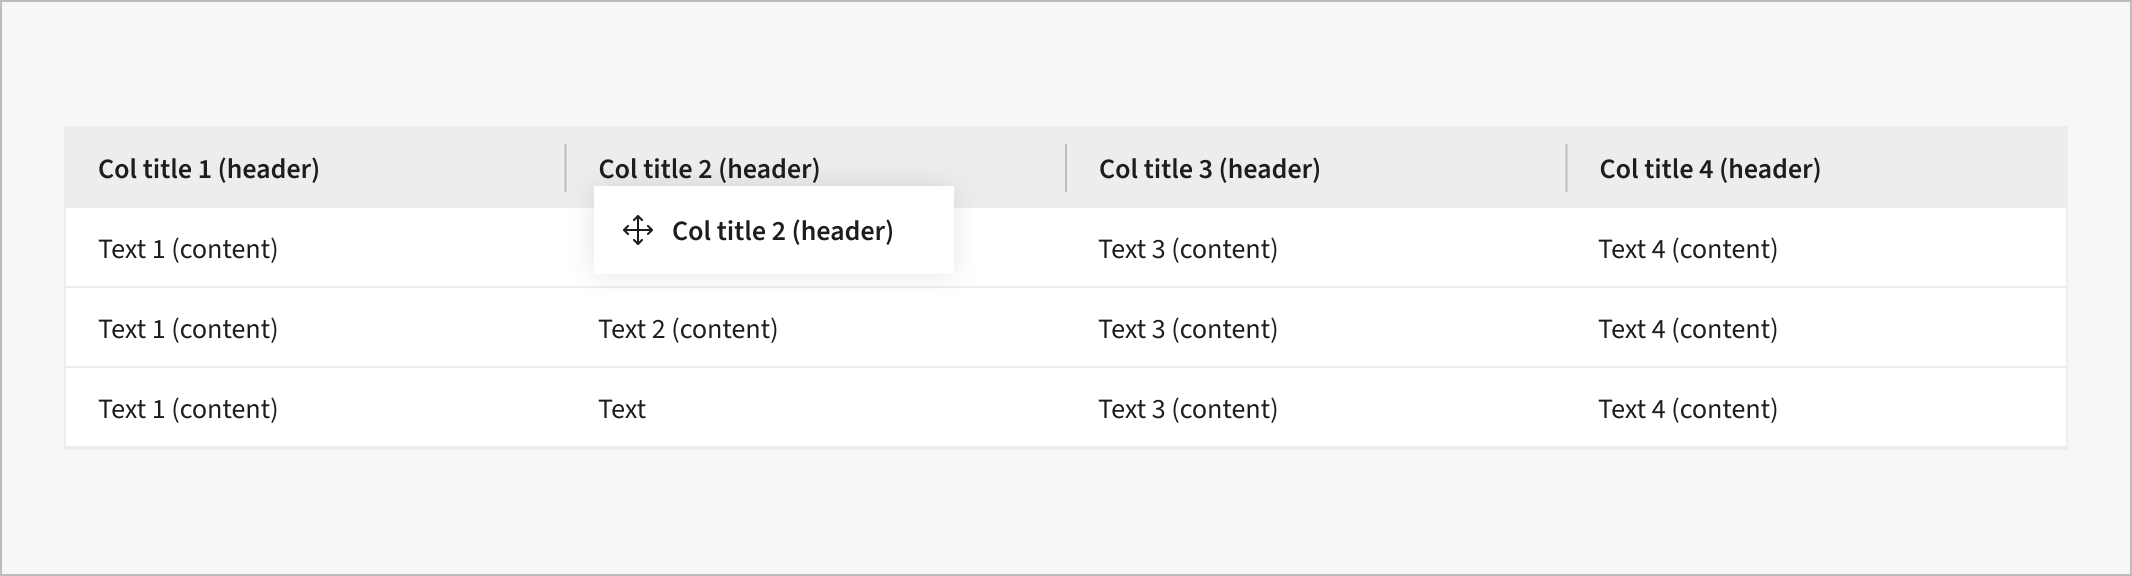 Col title 1 (header) Col title 2 (header) Col title 3 (header) Col title 4 (header)
Col title 2 (header)
Text 1 (content) Text 3 (content) Text 4 (content)
Text 1 (content) Text 2 (content) Text 3 (content) Text 4 (content)
Text 1 (content) Text Text 3 (content) Text 4 (content)